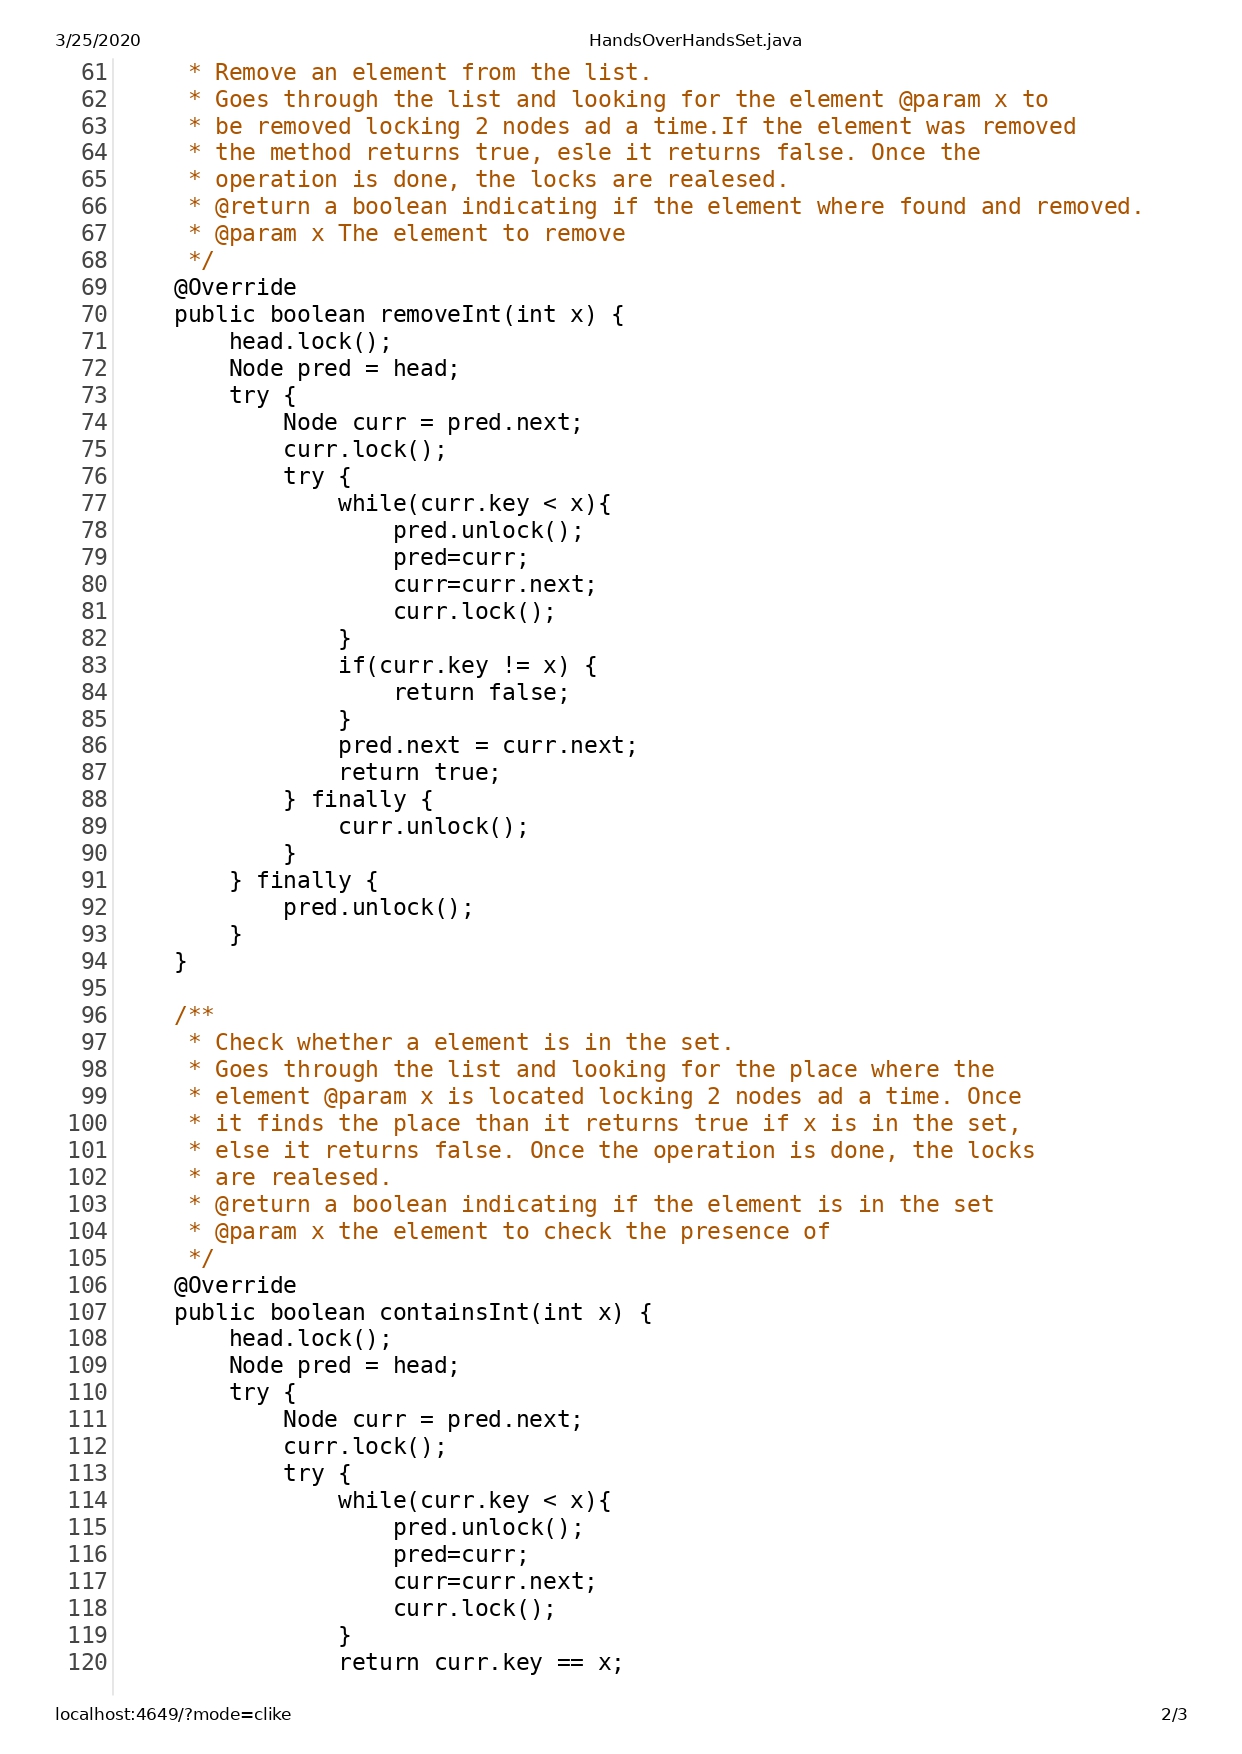 3/25/2020 HandsOverHandsSet.java
61      * Remove an element from the list.
62      * Goes through the list and looking for the element @param x to
63      * be removed locking 2 nodes ad a time.If the element was removed
64      * the method returns true, esle it returns false. Once the
65      * operation is done, the locks are realesed.
66      * @return a boolean indicating if the element where found and removed.
67      * @param x The element to remove
68      */
69     @Override
70     public boolean removeInt(int x) {
71         head.lock();
72         Node pred = head;
73         try {
74             Node curr = pred.next;
75             curr.lock();
76             try {
77                 while(curr.key < x){
78                     pred.unlock();
79                     pred=curr;
80                     curr=curr.next;
81                     curr.lock();
82                 }
83                 if(curr.key != x) {
84                     return false;
85                 }
86                 pred.next = curr.next;
87                 return true;
88             } finally {
89                 curr.unlock();
90             }
91         } finally {
92             pred.unlock();
93         }
94     }
95
96     /**
97      * Check whether a element is in the set.
98      * Goes through the list and looking for the place where the
99      * element @param x is located locking 2 nodes ad a time. Once
100      * it finds the place than it returns true if x is in the set,
101      * else it returns false. Once the operation is done, the locks
102      * are realesed.
103      * @return a boolean indicating if the element is in the set
104      * @param x the element to check the presence of
105      */
106     @Override
107     public boolean containsInt(int x) {
108         head.lock();
109         Node pred = head;
110         try {
111             Node curr = pred.next;
112             curr.lock();
113             try {
114                 while(curr.key < x){
115                     pred.unlock();
116                     pred=curr;
117                     curr=curr.next;
118                     curr.lock();
119                 }
120                 return curr.key == x;
localhost:4649/?mode=clike 2/3